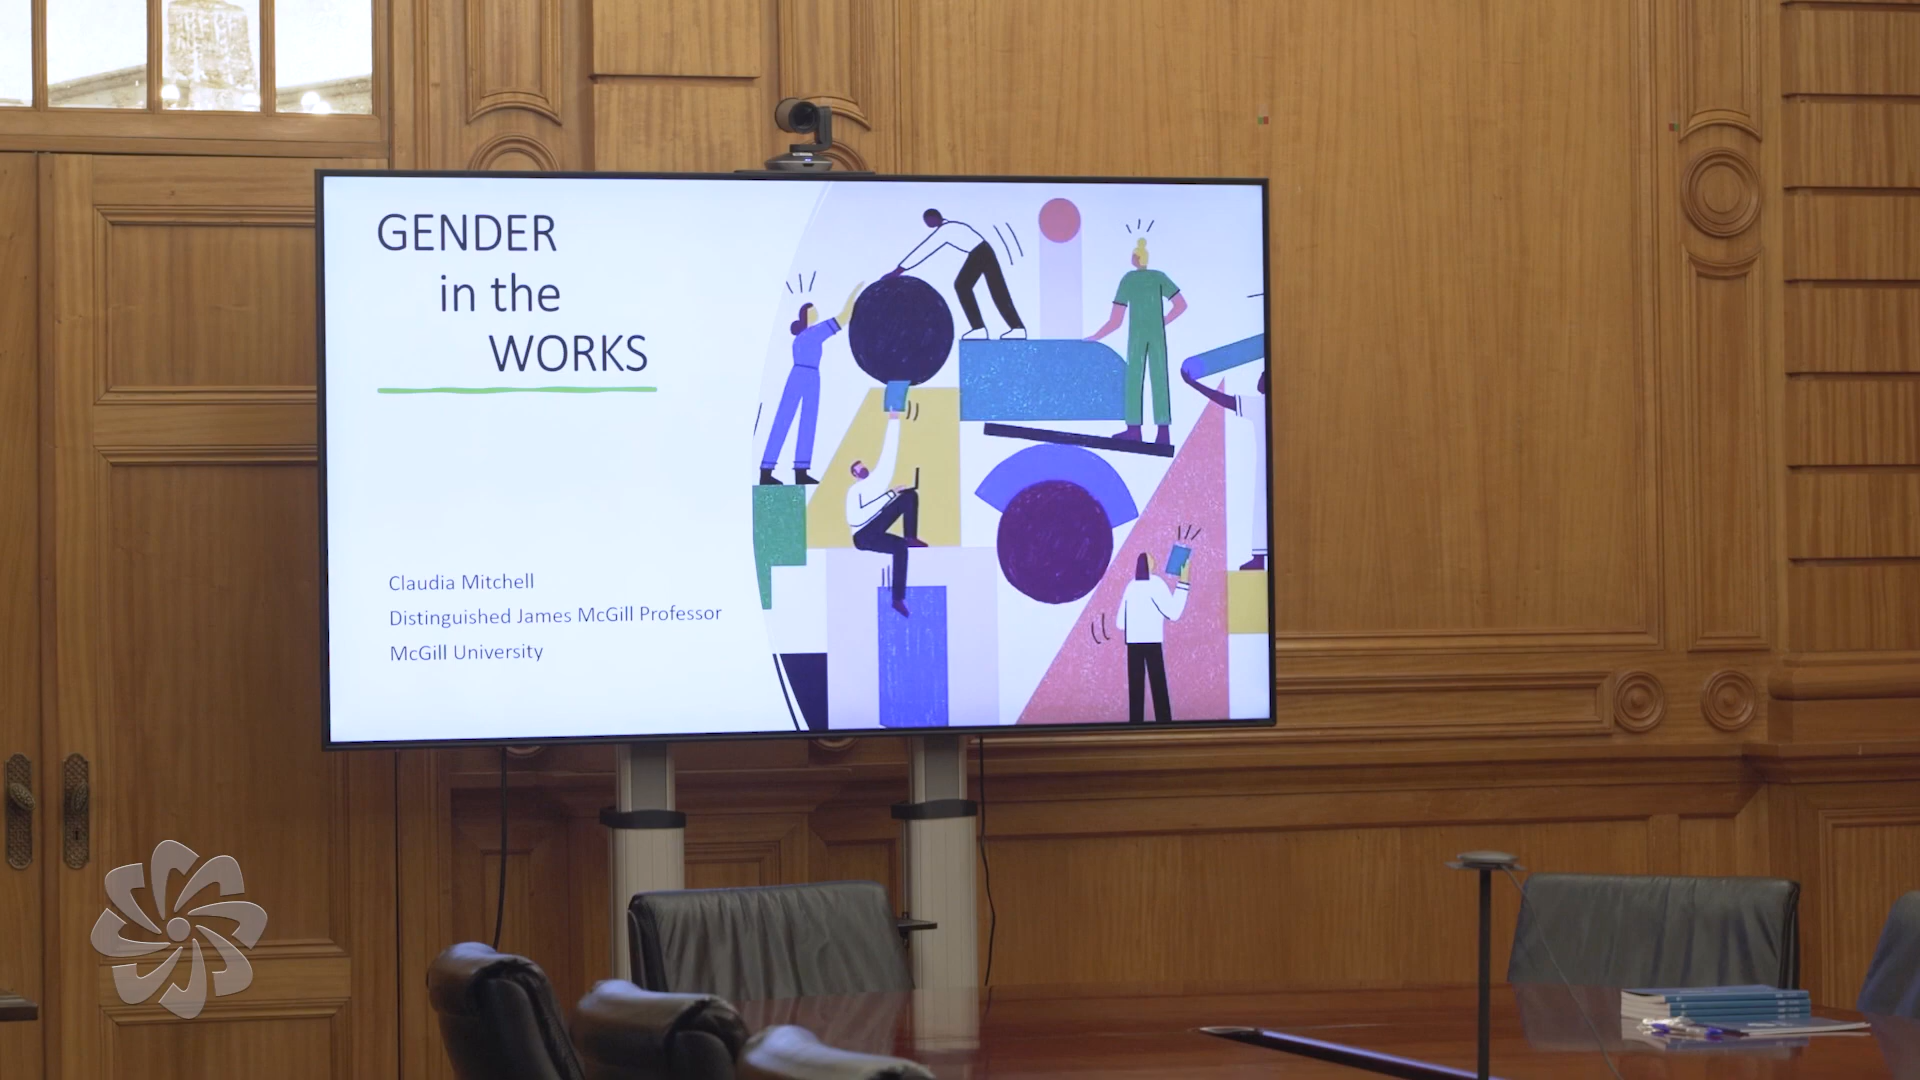 GENDER
in the
WORKS
Claudia Mitchell
Distinguished James McGill Professor
McGill University